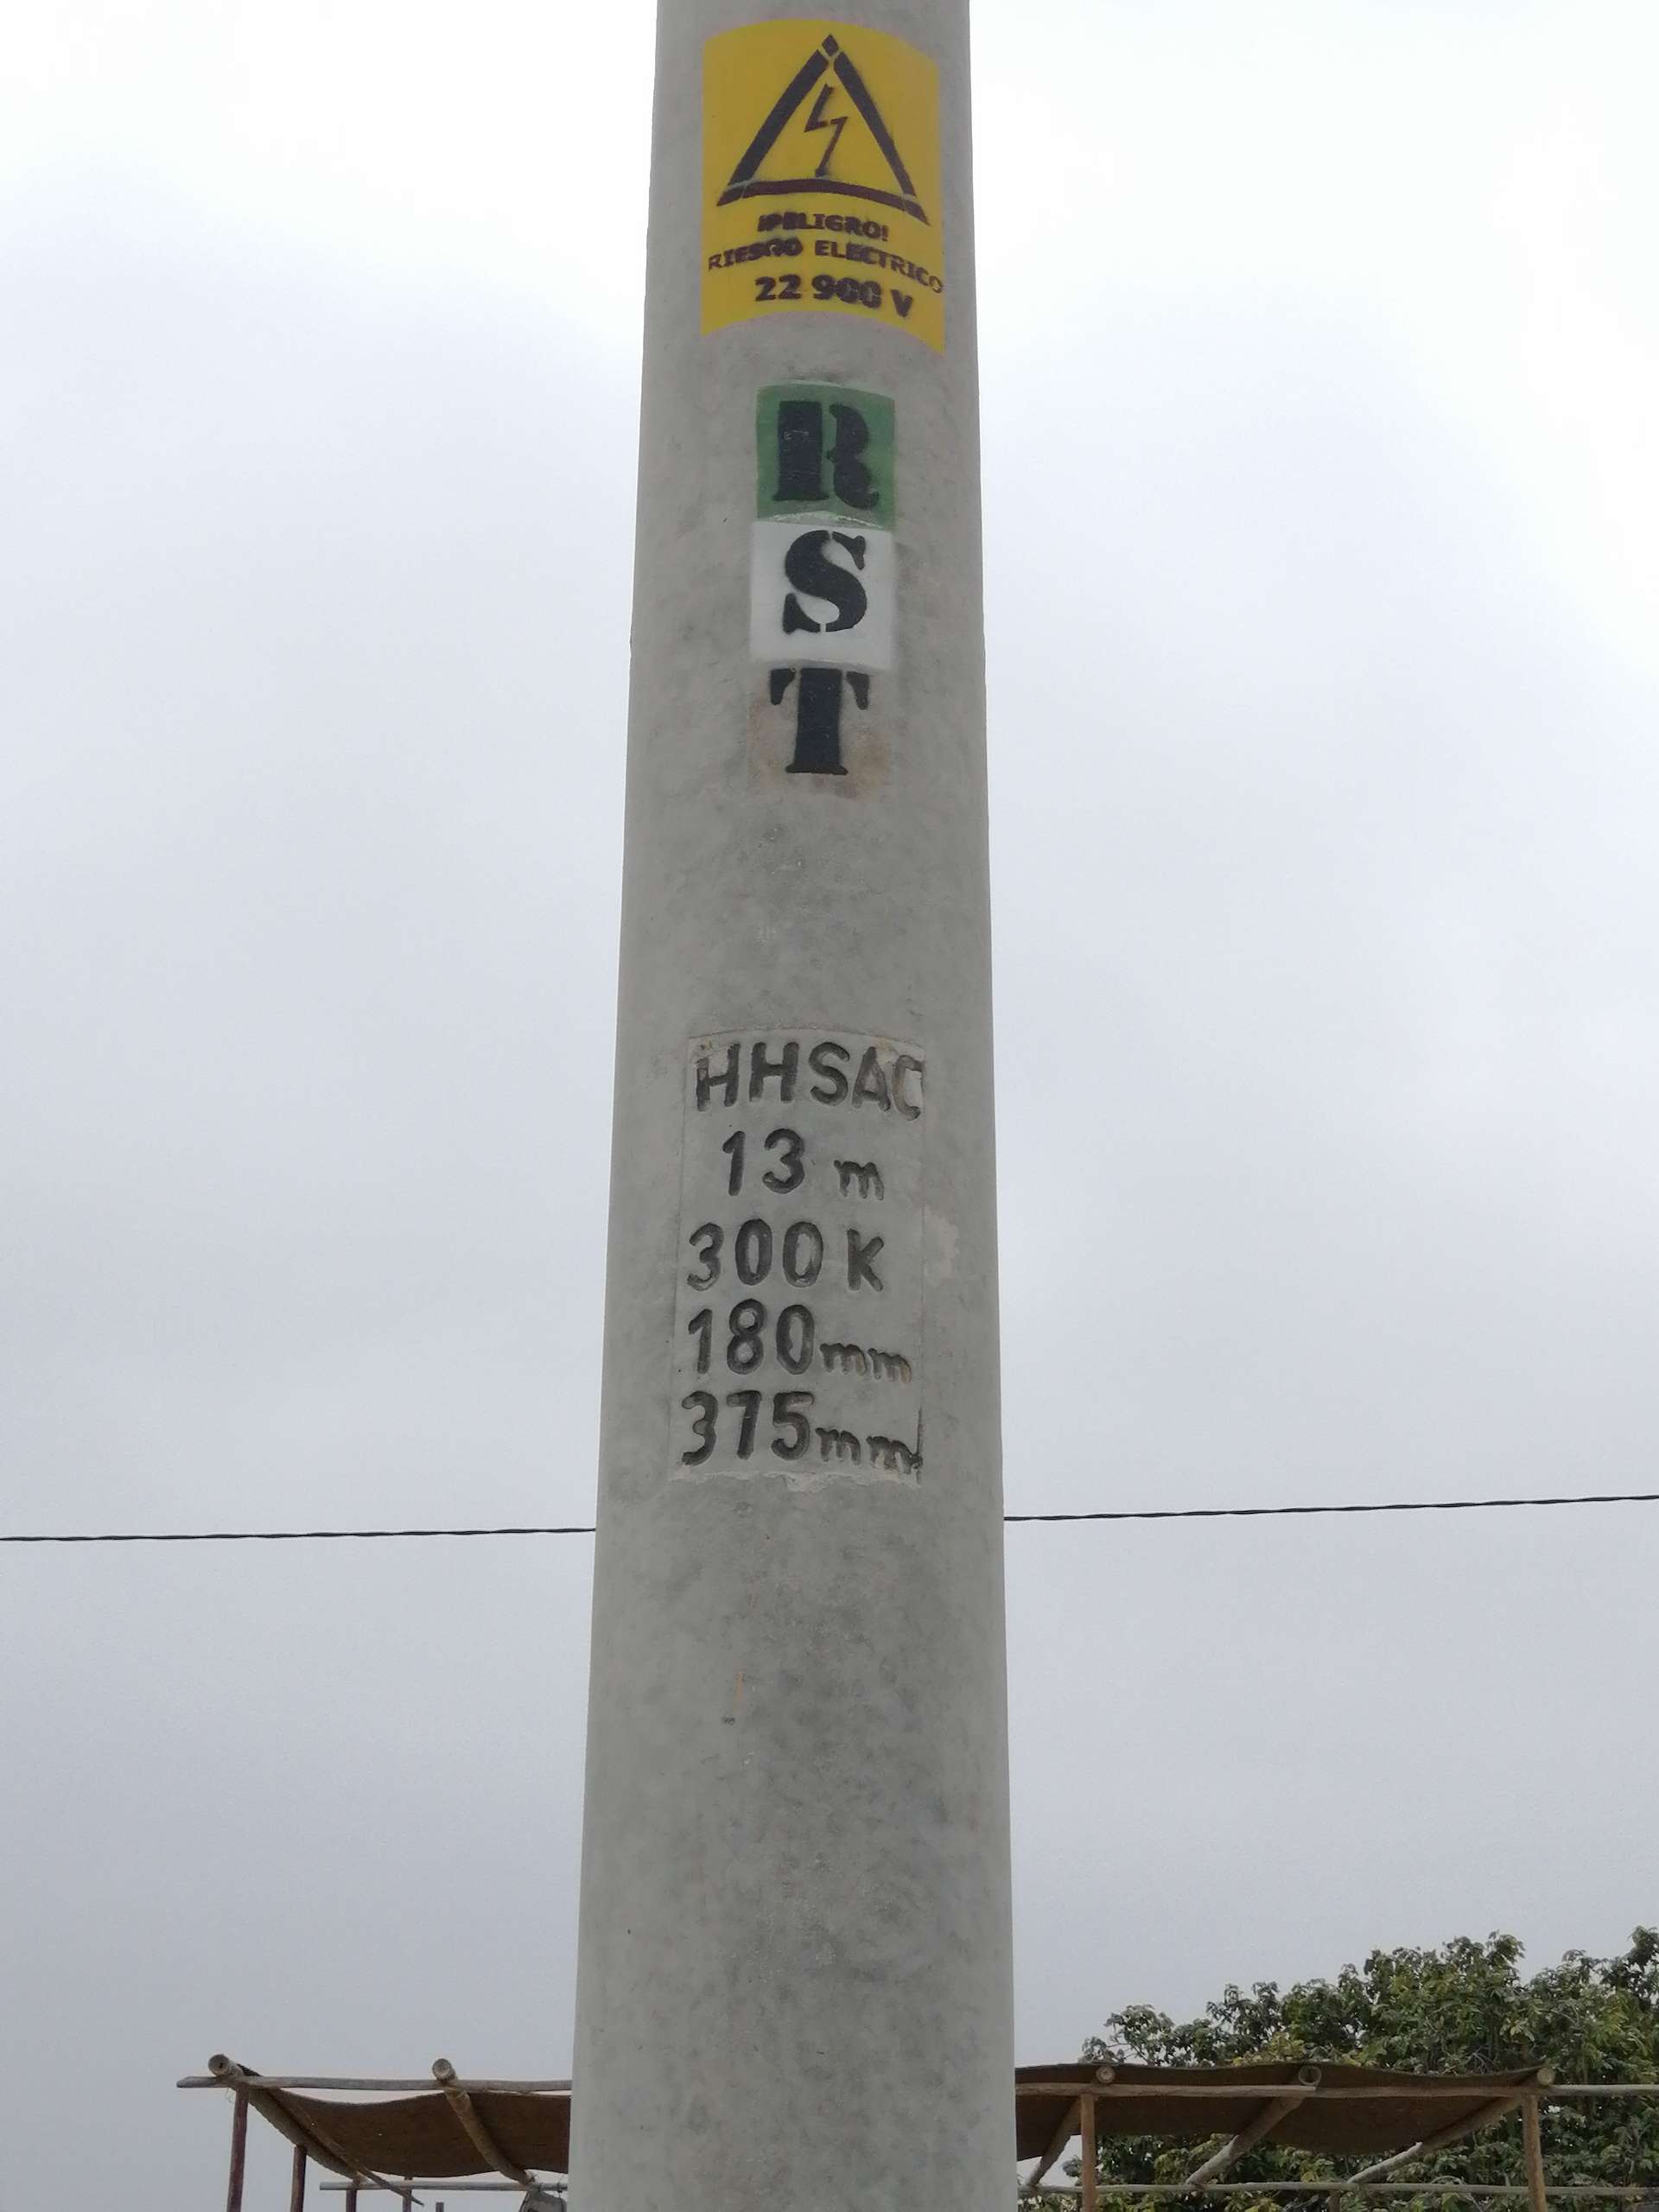 ¡PELIGRO!
RIESGO ELECTRICO
22 900 V
R
S
T
HHSAC
13 m
300 K
180mm
375mm